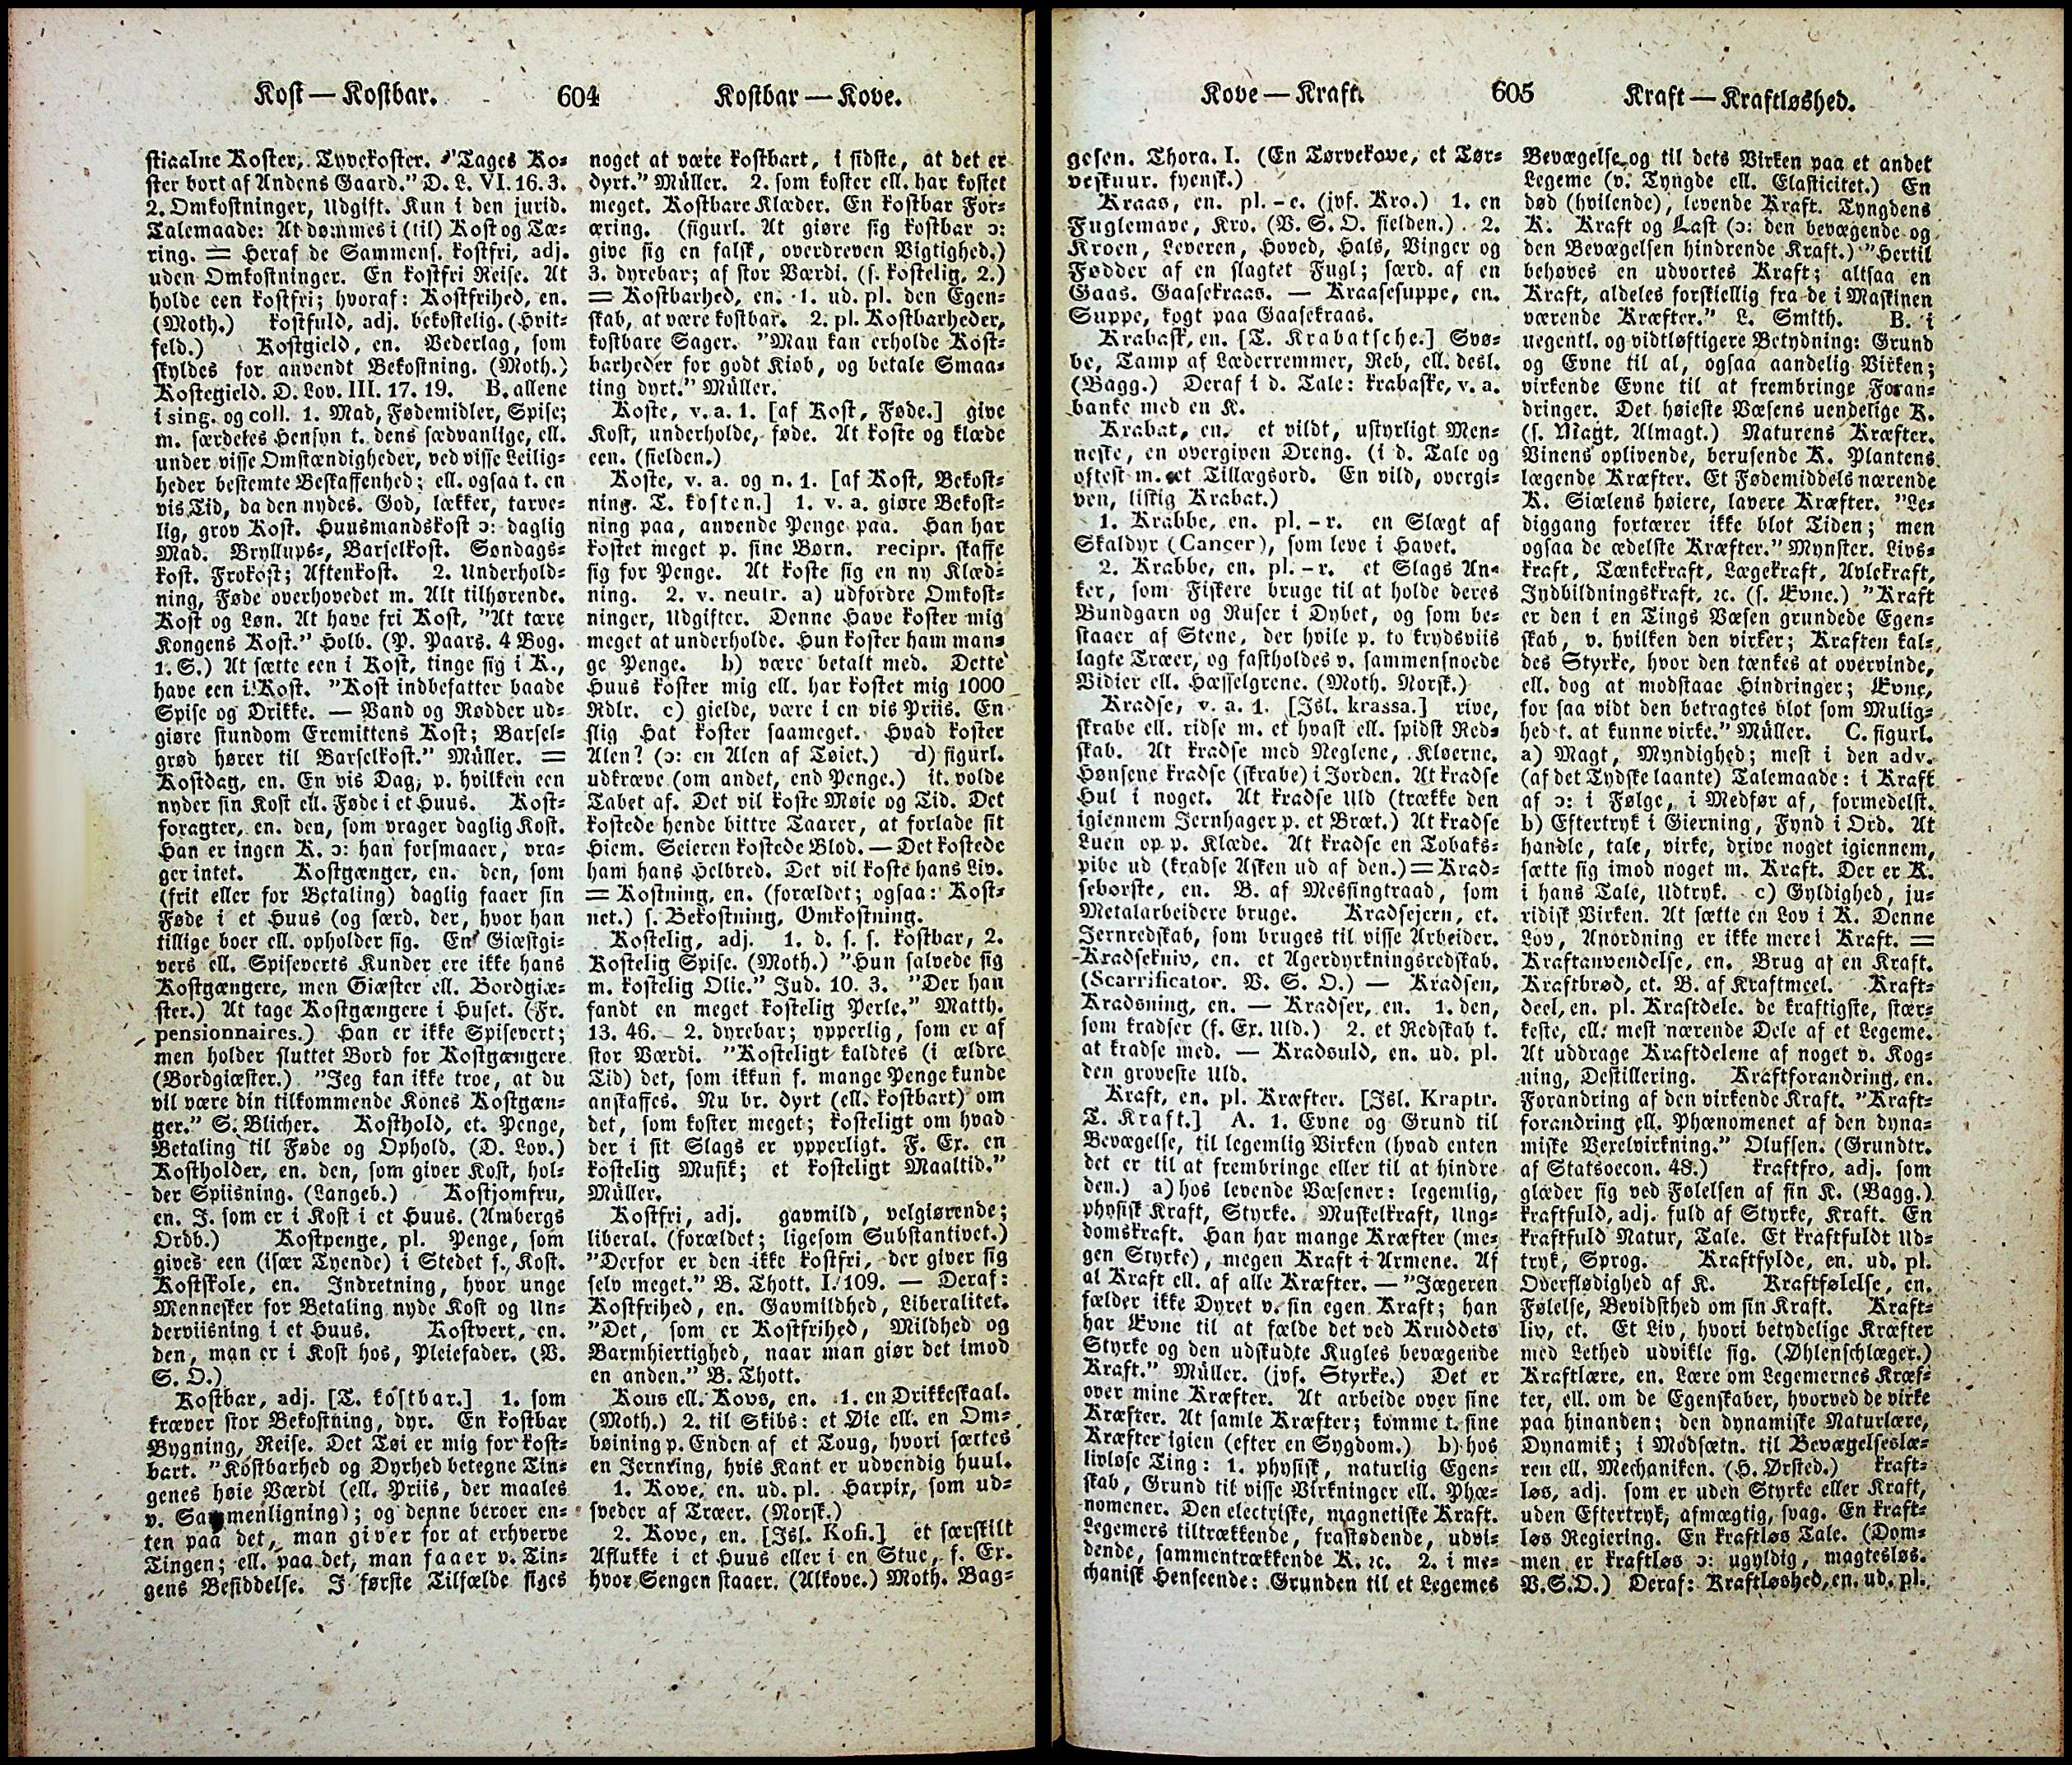 Kost — Kostbar.
604
Kostbar — Kove.
stiaalne Koster, Tyvekoster. "Tages Ko-
ster bort af Andens Gaard." D. L. VI. 16. 3.
2. Omkostninger, Udgift. Kun i den jurid.
Talemaade: At dømmes i (til) Kost og Tæ-
ring. = Heraf de Sammens. kostfri, adj.
uden Omkostninger. En kostfri Reise. At
holde een kostfri; hvoraf: Kostfrihed, en.
(Moth.) kostfuld, adj. bekostelig. (Hvit-
feld.) Kostgield, en. Vederlag, som
skyldes for anvendt Bekostning. (Moth.)
Kostegield. D. Lov. III. 17. 19. B. allene
i sing. og coll. 1. Mad, Fødemidler, Spise;
m. særdeles Hensyn t. dens sædvanlige, ell.
under visse Omstændigheder, ved visse Leilig-
heder bestemte Beskaffenhed; ell. ogsaa t. en
vis Tid, da den nydes. God, lækker, tarve-
lig, grov Kost. Huusmandskost ɔ: daglig
Mad. Bryllups-, Barselkost. Søndags-
kost. Frokost; Aftenkost. 2. Underhold-
ning, Føde overhovedet m. Alt tilhørende.
Kost og Løn. At have fri Kost, "At tære
Kongens Kost." Holb. (P. Paars. 4 Bog.
1. S.) At sætte een i Kost, tinge sig i K.,
have een i Kost. "Kost indbefatter baade
Spise og Drikke. — Vand og Rødder ud-
giøre stundom Eremittens Kost; Barsel-
grød hører til Barselkost." Müller. =
Kostdag, en. En vis Dag, p. hvilken een
nyder sin Kost ell. Føde i et Huus. Kost-
foragter, en. den, som vrager daglig Kost.
Han er ingen K. ɔ: han forsmaaer, vra-
ger intet. Kostgænger, en. den, som
(frit eller for Betaling) daglig faaer sin
Føde i et Huus (og særd. der, hvor han
tillige boer ell. opholder sig. En Giæstgi-
vers ell. Spiseverts Kunder ere ikke hans
Kostgængere, men Giæster ell. Bordgiæ-
ster.) At tage Kostgængere i Huset. (Fr.
pensionnaires.) Han er ikke Spisevert;
men holder sluttet Bord for Kostgængere
(Bordgiæster.) "Jeg kan ikke troe, at du
vil være din tilkommende Kones Kostgæn-
ger." S. Blicher. Kosthold, et. Penge,
Betaling til Føde og Ophold. (D. Lov.)
Kostholder, en. den, som giver Kost, hol-
der Spiisning. (Langeb.) Kostjomfru,
en. J. som er i Kost i et Huus. (Ambergs
Ordb.) Kostpenge, pl. Penge, som
gives een (især Tyende) i Stedet f. Kost.
Kostskole, en. Indretning, hvor unge
Mennesker for Betaling nyde Kost og Un-
derviisning i et Huus. Kostvert, en.
den, man er i Kost hos, Pleiefader. (V.
S. O.)
Kostbar, adj. [T. kostbar.] 1. som
kræver stor Bekostning, dyr. En kostbar
Bygning, Reise. Det Tøi er mig for kost-
bart. "Kostbarhed og Dyrhed betegne Tin-
genes høie Værdi (ell. Priis, der maales
v. Sammenligning); og denne beroer en-
ten paa det, man giver for at erhverve
Tingen; ell. paa det, man faaer v. Tin-
gens Besiddelse. I første Tilfælde siges
noget at være kostbart, i sidste, at det er
dyrt." Müller. 2. som koster ell. har kostet
meget. Kostbare Klæder. En kostbar For-
æring. (figurl. At giøre sig kostbar ɔ:
give sig en falsk, overdreven Vigtighed.)
3. dyrebar; af stor Værdi. (s. kostelig, 2.)
= Kostbarhed, en. 1. ud. pl. den Egen-
skab, at være kostbar. 2. pl. Kostbarheder,
kostbare Sager. "Man kan erholde Kost-
barheder for godt Kiøb, og betale Smaa-
ting dyrt." Müller.
Koste, v. a. 1. [af Kost, Føde.] give
Kost, underholde, føde. At koste og klæde
een. (sielden.)
Koste, v. a. og n. 1. [af Kost, Bekost-
ning. T. kosten.] 1. v. a. giøre Bekost-
ning paa, anvende Penge paa. Han har
kostet meget p. sine Børn. recipr. skaffe
sig for Penge. At koste sig en ny Klæd-
ning. 2. v. neutr. a) udfordre Omkost-
ninger, Udgifter. Denne Have koster mig
meget at underholde. Hun koster ham man-
ge Penge. b) være betalt med. Dette
Huus koster mig ell. har kostet mig 1000
Rdlr. c) gielde, være i en vis Priis. En
slig Hat koster saameget. Hvad koster
Alen? (ɔ: en Alen af Tøiet.) d) figurl.
udkræve (om andet, end Penge.) it. volde
Tabet af. Det vil koste Møie og Tid. Det
kostede hende bittre Taarer, at forlade sit
Hiem. Seieren kostede Blod. — Det kostede
ham hans Helbred. Det vil koste hans Liv.
= Kostning, en. (forældet; ogsaa: Kost-
net.) s. Bekostning, Omkostning.
Kostelig, adj. 1. d. s. s. kostbar, 2.
Kostelig Spise. (Moth.) "Hun salvede sig
m. kostelig Olie." Jud. 10. 3. "Der han
fandt en meget kostelig Perle." Matth.
13. 46. – 2. dyrebar; ypperlig, som er af
stor Værdi. "Kosteligt kaldtes (i ældre
Tid) det, som ikkun f. mange Penge kunde
anskaffes. Nu br. dyrt (ell. kostbart) om
det, som koster meget; kosteligt om hvad
der i sit Slags er ypperligt. F. Ex. en
kostelig Musik; et kosteligt Maaltid."
Müller.
Kostfri, adj. gavmild, velgiørende;
liberal. (forældet; ligesom Substantivet.)
"Derfor er den ikke kostfri, der giver sig
selv meget." B. Thott. I. 109. — Deraf:
Kostfrihed, en. Gavmildhed, Liberalitet.
"Det, som er Kostfrihed, Mildhed og
Barmhiertighed, naar man giør det imod
en anden." B. Thott.
Kous ell. Kovs, en. 1. en Drikkeskaal.
(Moth.) 2. til Skibs: et Øie ell. en Om-
bøining p. Enden af et Toug, hvori sættes
en Jernring, hvis Kant er udvendig huul.
1. Kove, en. ud. pl. Harpix, som ud-
sveder af Træer. (Norsk.)
2. Kove, en. [Isl. Kofi.] et særskilt
Aflukke i et Huus eller i en Stue, f. Ex.
hvor Sengen staaer. (Alkove.) Moth. Bag-
Kove — Kraft.
605
Kraft — Kraftløshed.
gesen. Thora. I. (En Tørvekove, et Tør-
veskuur. fyensk.)
Kraas, en. pl. -e. (jvf. Kro.) 1. en
Fuglemave, Kro. (V. S. O. sielden.) 2.
Kroen, Leveren, Hoved, Hals, Vinger og
Fødder af en slagtet Fugl; særd. af en
Gaas. Gaasekraas. — Kraasesuppe, en.
Suppe, kogt paa Gaasekraas.
Krabask, en. [T. Krabatsche.] Svø-
be, Tamp af Læderremmer, Reb, ell. desl.
(Bagg.) Deraf i d. Tale: krabaske, v. a.
banke med en K.
Krabat, en. et vildt, ustyrligt Men-
neske, en overgiven Dreng. (i d. Tale og
oftest m. et Tillægsord. En vild, overgi-
ven, listig Krabat.)
1. Krabbe, en. pl. -r. en Slægt af
Skaldyr (Cancer), som leve i Havet.
2. Krabbe, en. pl. -r. et Slags An-
ker, som Fiskere bruge til at holde deres
Bundgarn og Ruser i Dybet, og som be-
staaer af Stene, der hvile p. to krydsviis
lagte Træer, og fastholdes v. sammensnoede
Vidier ell. Hæsselgrene. (Moth. Norsk.)
Kradse, v. a. 1. [Isl. krassa.] rive,
skrabe ell. ridse m. et hvast ell. spidst Red-
skab. At kradse med Neglene, Kløerne.
Hønsene kradse (skrabe) i Jorden. At kradse
Hul i noget. At kradse Uld (trække den
igiennem Jernhager p. et Bræt.) At kradse
Luen op p. Klæde. At kradse en Tobaks-
pibe ud (kradse Asken ud af den.) = Krad-
seborste, en. B. af Messingtraad, som
Metalarbeidere bruge. Kradsejern, et.
Jernredskab, som bruges til visse Arbeider.
Kradsekniv, en. et Agerdyrkningsredskab.
(Scarrificator. V. S. O.) — Kradsen,
Kradsning, en. — Kradser, en. 1. den,
som kradser (f. Ex. Uld.) 2. et Redskab t.
at kradse med. — Kradsuld, en. ud. pl.
den groveste Uld.
Kraft, en. pl. Kræfter. [Isl. Kraptr.
T. Kraft.] A. 1. Evne og Grund til
Bevægelse, til legemlig Virken (hvad enten
det er til at frembringe eller til at hindre
den.) a) hos levende Væsener: legemlig,
physisk Kraft, Styrke. Muskelkraft, Ung-
domskraft. Han har mange Kræfter (me-
gen Styrke), megen Kraft i Armene. Af
al Kraft ell. af alle Kræfter. — "Jægeren
fælder ikke Dyret v. sin egen Kraft; han
har Evne til at fælde det ved Kruddets
Styrke og den udskudte Kugles bevægende
Kraft." Müller. (jvf. Styrke.) Det er
over mine Kræfter. At arbeide over sine
Kræfter. At samle Kræfter; komme t. sine
Kræfter igien (efter en Sygdom.) b) hos
livløse Ting: 1. physisk, naturlig Egen-
skab, Grund til visse Virkninger ell. Phæ-
nomener. Den electriske, magnetiske Kraft.
Legemers tiltrækkende, frastødende, udvi-
dende, sammentrækkende K. ꝛc. 2. i me-
chanisk Henseende: Grunden til et Legemes
Bevægelse og til dets Virken paa et andet
Legeme (v. Tyngde ell. Elasticitet.) En
død (hvilende), levende Kraft. Tyngdens
K. Kraft og Last (ɔ: den bevægende og
den Bevægelsen hindrende Kraft.) "Hertil
behøves en udvortes Kraft; altsaa en
Kraft, aldeles forskiellig fra de i Maskinen
værende Kræfter." L. Smith. B. i
uegentl. og vidtløftigere Betydning: Grund
og Evne til al, ogsaa aandelig Virken;
virkende Evne til at frembringe Foran-
dringer. Det høieste Væsens uendelige K.
(s. Magt, Almagt.) Naturens Kræfter.
Vinens oplivende, berusende K. Plantens
lægende Kræfter. Et Fødemiddels nærende
K. Siælens høiere, lavere Kræfter. "Le-
diggang fortærer ikke blot Tiden; men
ogsaa de ædelste Kræfter." Mynster. Livs-
kraft, Tænkekraft, Lægekraft, Avlekraft,
Indbildningskraft, ꝛc. (s. Evne.) "Kraft
er den i en Tings Væsen grundede Egen-
skab, v. hvilken den virker; Kraften kal-
des Styrke, hvor den tænkes at overvinde,
ell. dog at modstaae Hindringer; Evne,
for saa vidt den betragtes blot som Mulig-
hed t. at kunne virke." Müller. C. figurl.
a) Magt, Myndighed; mest i den adv.
(af det Tydske laante) Talemaade: i Kraft
af ɔ: i Følge, i Medfør af, formedelst.
b) Eftertryk i Gierning, Fynd i Ord. At
handle, tale, virke, drive noget igiennem,
sætte sig imod noget m. Kraft. Der er K.
i hans Tale, Udtryk. c) Gyldighed, ju-
ridisk Virken. At sætte en Lov i K. Denne
Lov, Anordning er ikke mere i Kraft. =
Kraftanvendelse, en. Brug af en Kraft.
Kraftbrød, et. B. af Kraftmeel. Kraft-
deel, en. pl. Kraftdele. de kraftigste, stær-
keste, ell. mest nærende Dele af et Legeme.
At uddrage Kraftdelene af noget v. Kog-
ning, Destillering. Kraftforandring, en.
Forandring af den virkende Kraft. "Kraft-
forandring ell. Phænomenet af den dyna-
miske Vexelvirkning." Olufsen. (Grundtr.
af Statsoecon. 48.) kraftfro, adj. som
glæder sig ved Følelsen af sin K. (Bagg.)
kraftfuld, adj. fuld af Styrke, Kraft. En
kraftfuld Natur, Tale. Et kraftfuldt Ud-
tryk, Sprog. Kraftfylde, en. ud. pl.
Overflødighed af K. Kraftfølelse, en.
Følelse, Bevidsthed om sin Kraft. Kraft-
liv, et. Et Liv, hvori betydelige Kræfter
med Lethed udvikle sig. (Øhlenschlæger.)
Kraftlære, en. Lære om Legemernes Kræf-
ter, ell. om de Egenskaber, hvorved de virke
paa hinanden; den dynamiske Naturlære,
Dynamik; i Modsætn. til Bevægelseslæ-
ren ell. Mechaniken. (H. Ørsted.) kraft-
løs, adj. som er uden Styrke eller Kraft,
uden Eftertryk, afmægtig, svag. En kraft-
løs Regiering. En kraftløs Tale. (Dom-
men er kraftløs ɔ: ugyldig, magtesløs.
V. S. O.) Deraf: Kraftløshed, en. ud. pl.